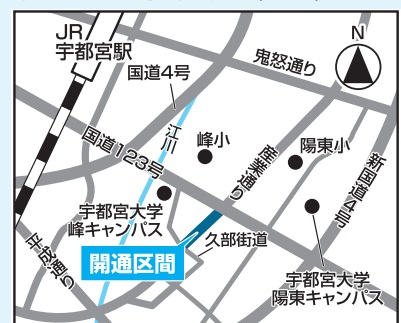 JR
宇都宮駅
国道4号
鬼怒通り
N
江川
峰小
産業通り
陽東小
新国道4号
国道123号
宇都宮大学
峰キャンパス
久部街道
開通区間
平成通り
宇都宮大学
陽東キャンパス